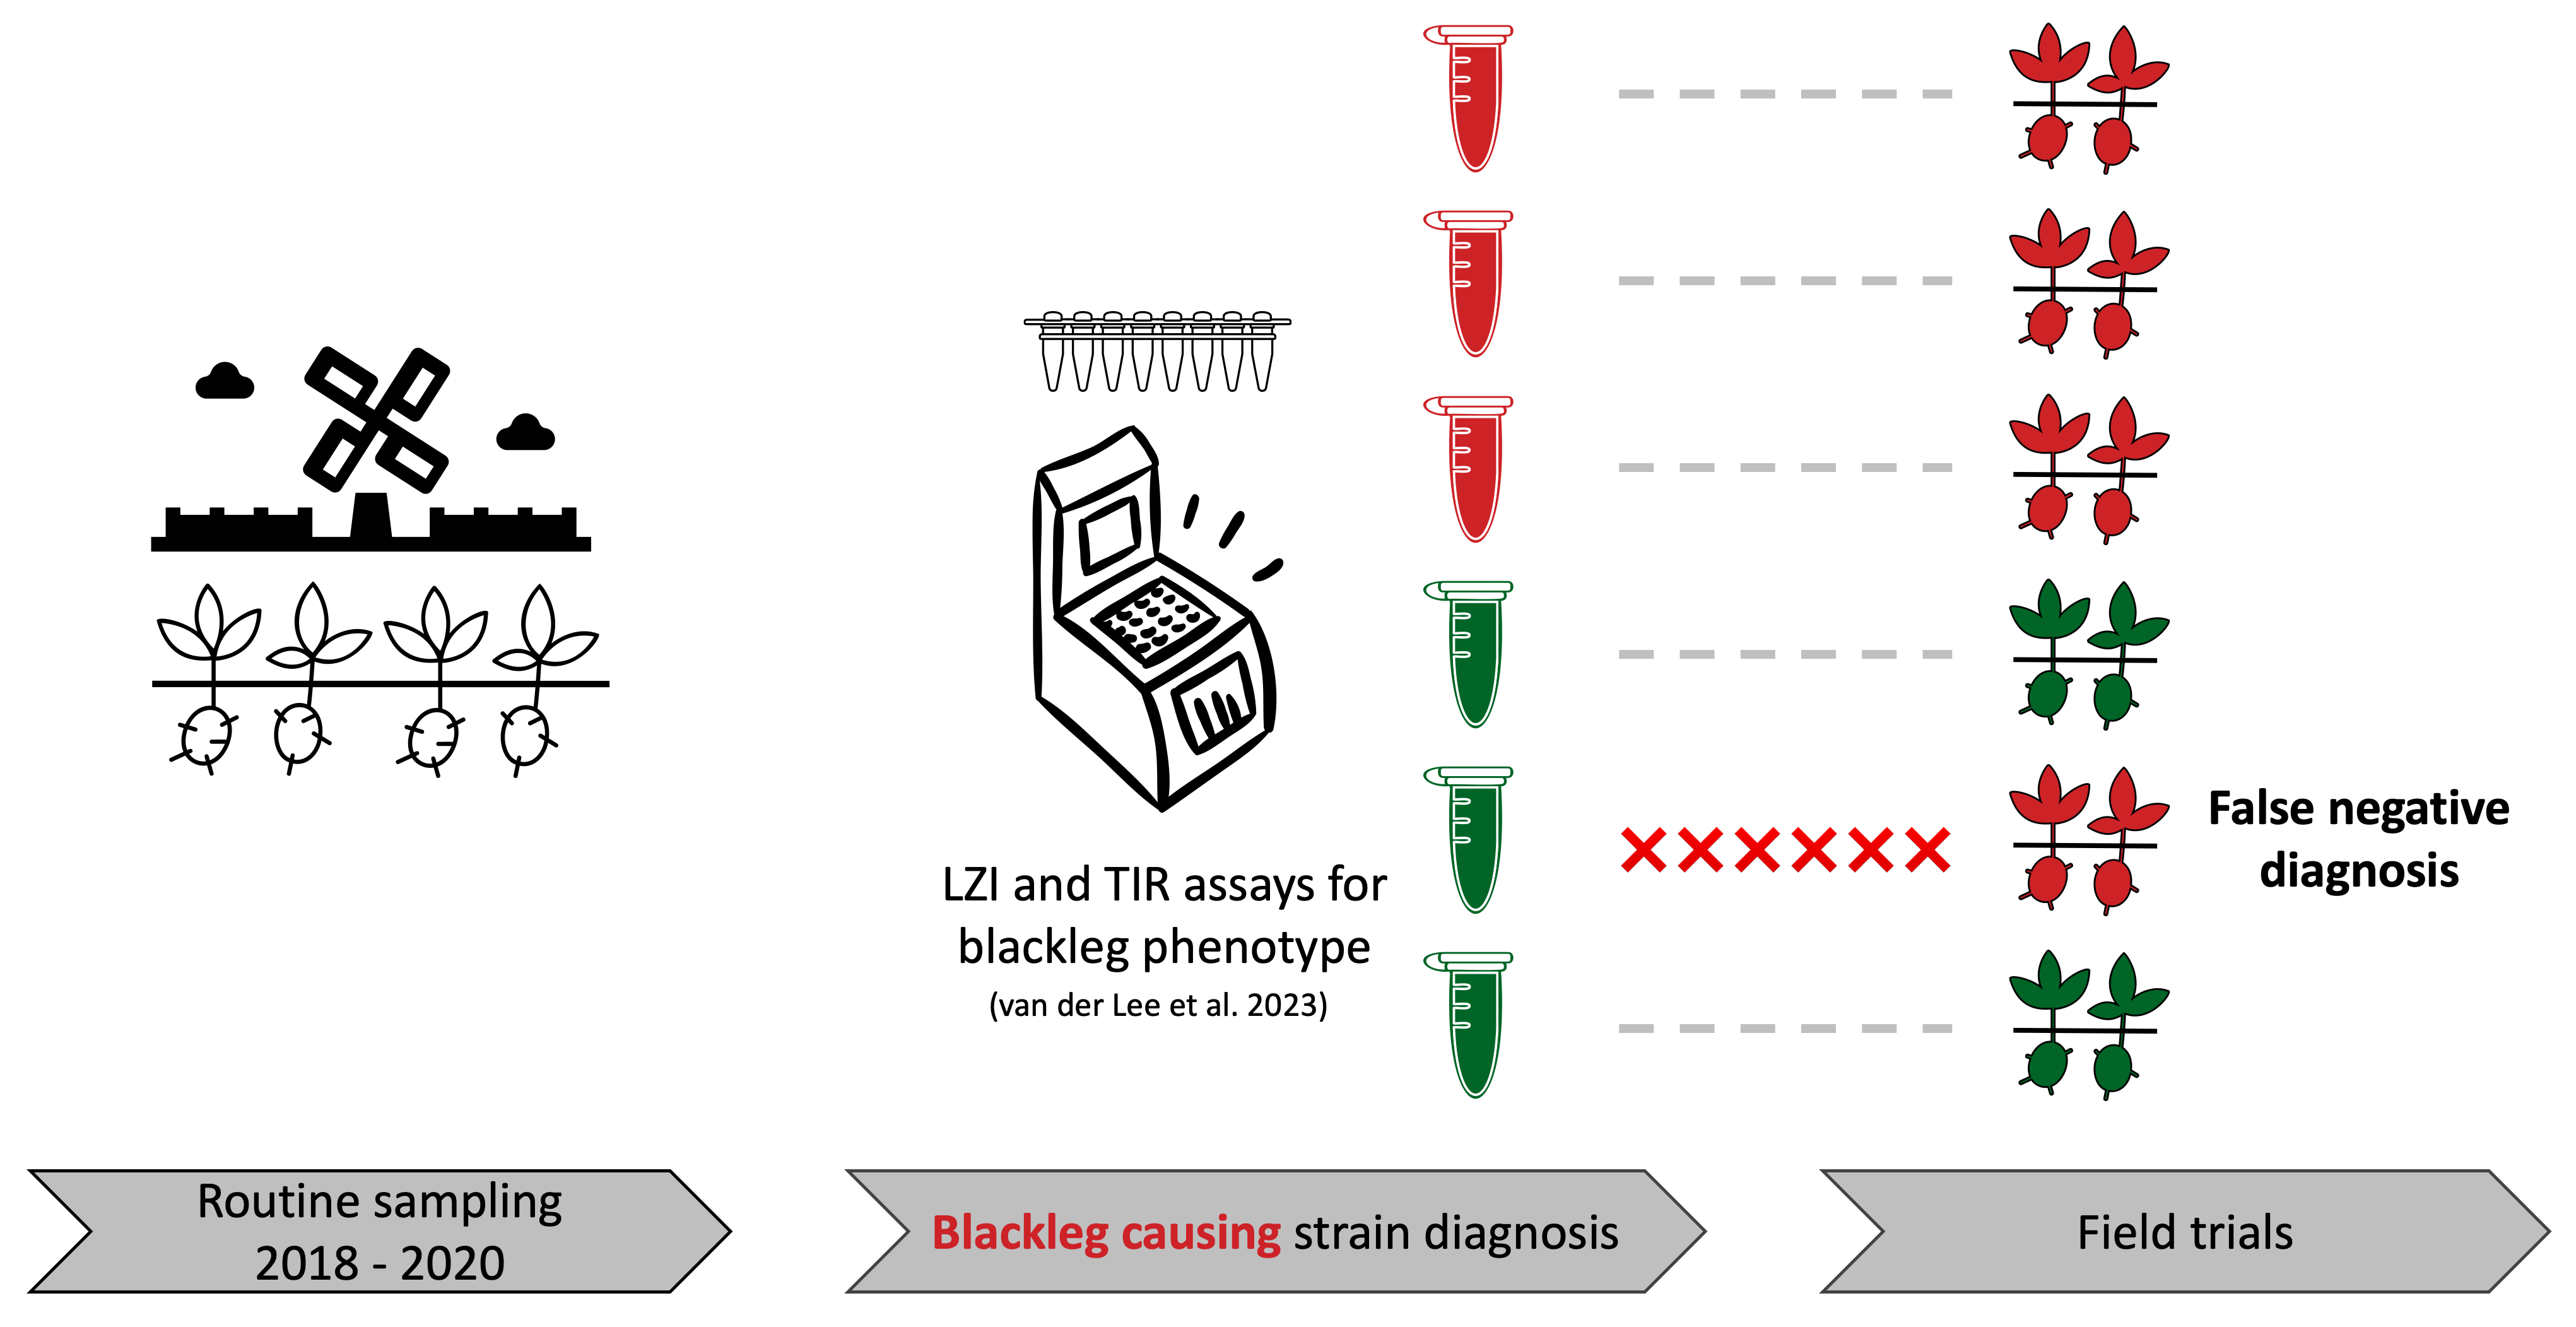 LZI and TIR assays for
blackleg phenotype
(van der Lee et al. 2023)
False negative
diagnosis
Routine sampling
2018 - 2020
Blackleg causing strain diagnosis
Field trials